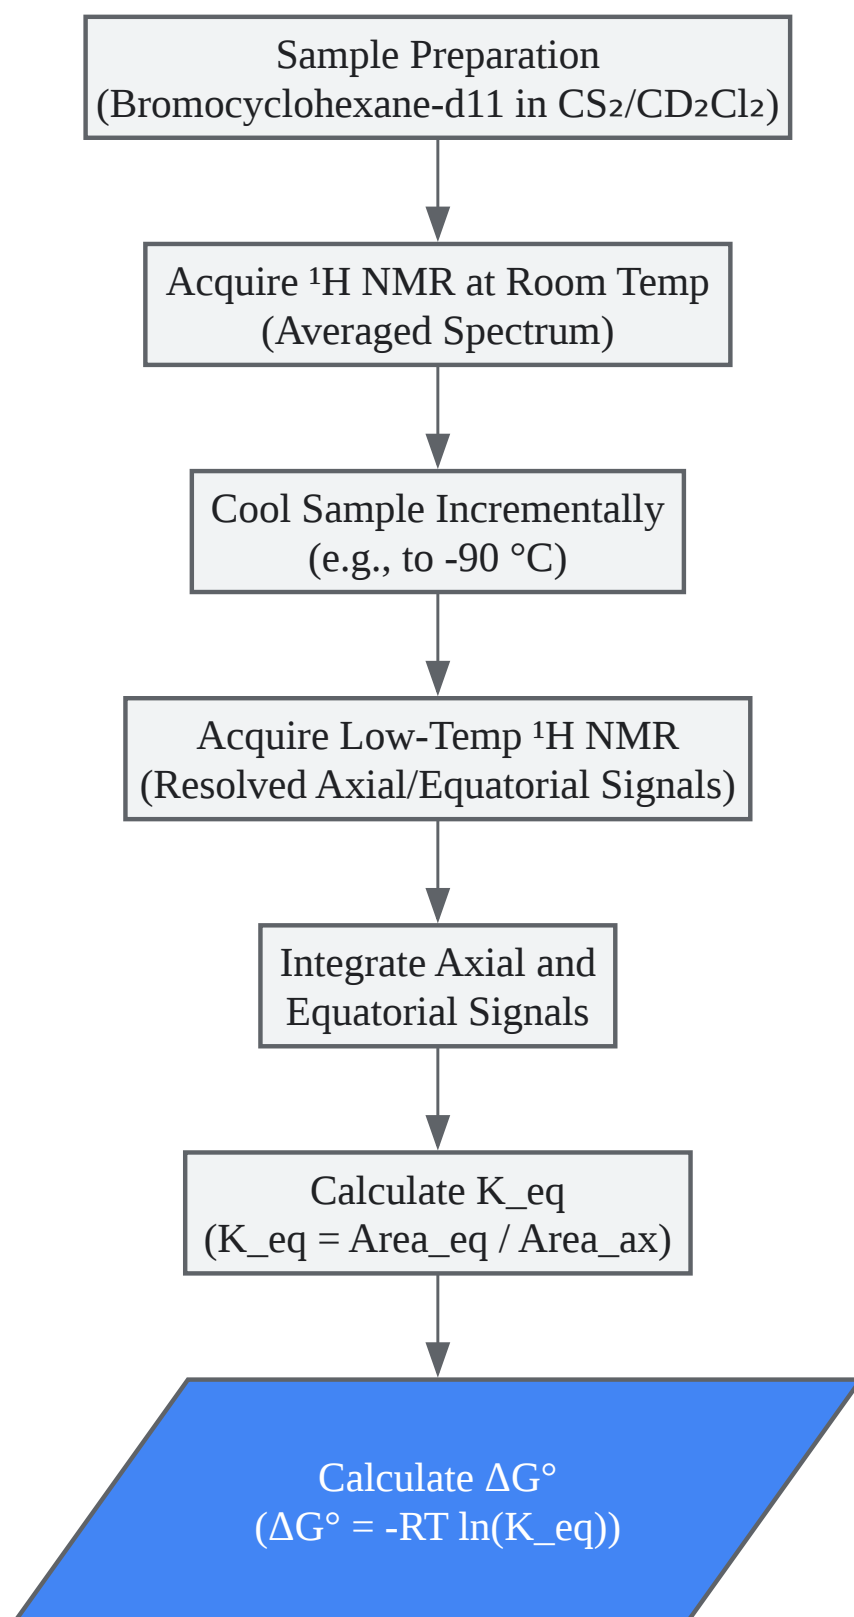 Sample Preparation
(Bromocyclohexane-d11 in CS₂/CD₂Cl₂)
Acquire ¹H NMR at Room Temp
(Averaged Spectrum)
Cool Sample Incrementally
(e.g., to -90 °C)
Acquire Low-Temp ¹H NMR
(Resolved Axial/Equatorial Signals)
Integrate Axial and
Equatorial Signals
Calculate K_eq
(K_eq = Area_eq / Area_ax)
Calculate ΔG°
(ΔG° = -RT ln(K_eq))